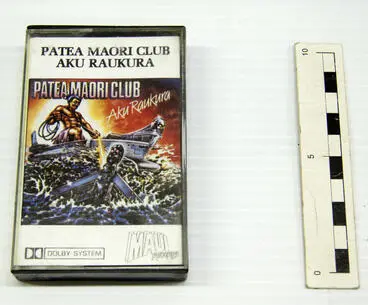 PATEA MAORI CLUB
AKU RAUKURA
PATEA MAORI CLUB
Aku Raukura
DOLBY SYSTEM
MAUI
10
5
0